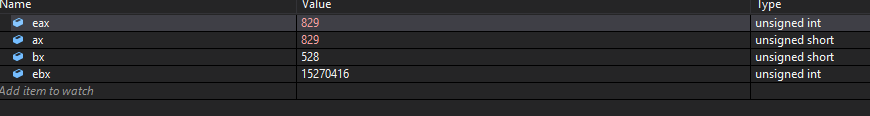 Name Value Type
eax 829 unsigned int
ax 829 unsigned short
bx 528 unsigned short
ebx 15270416 unsigned int
Add item to watch